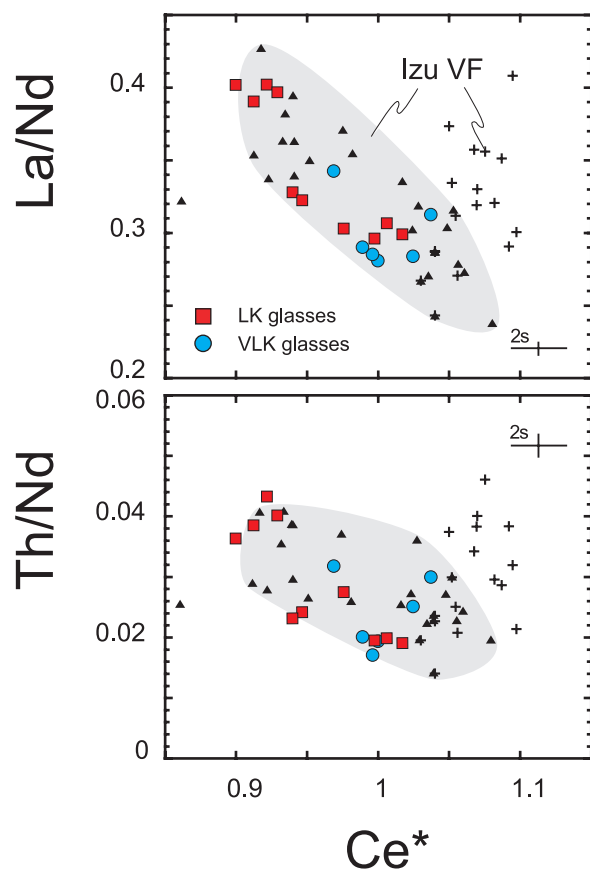 La/Nd
0.4
0.3
0.2
Izu VF
LK glasses
VLK glasses
2s
Th/Nd
0.06
0.04
0.02
0
2s
0.9
1
1.1
Ce*